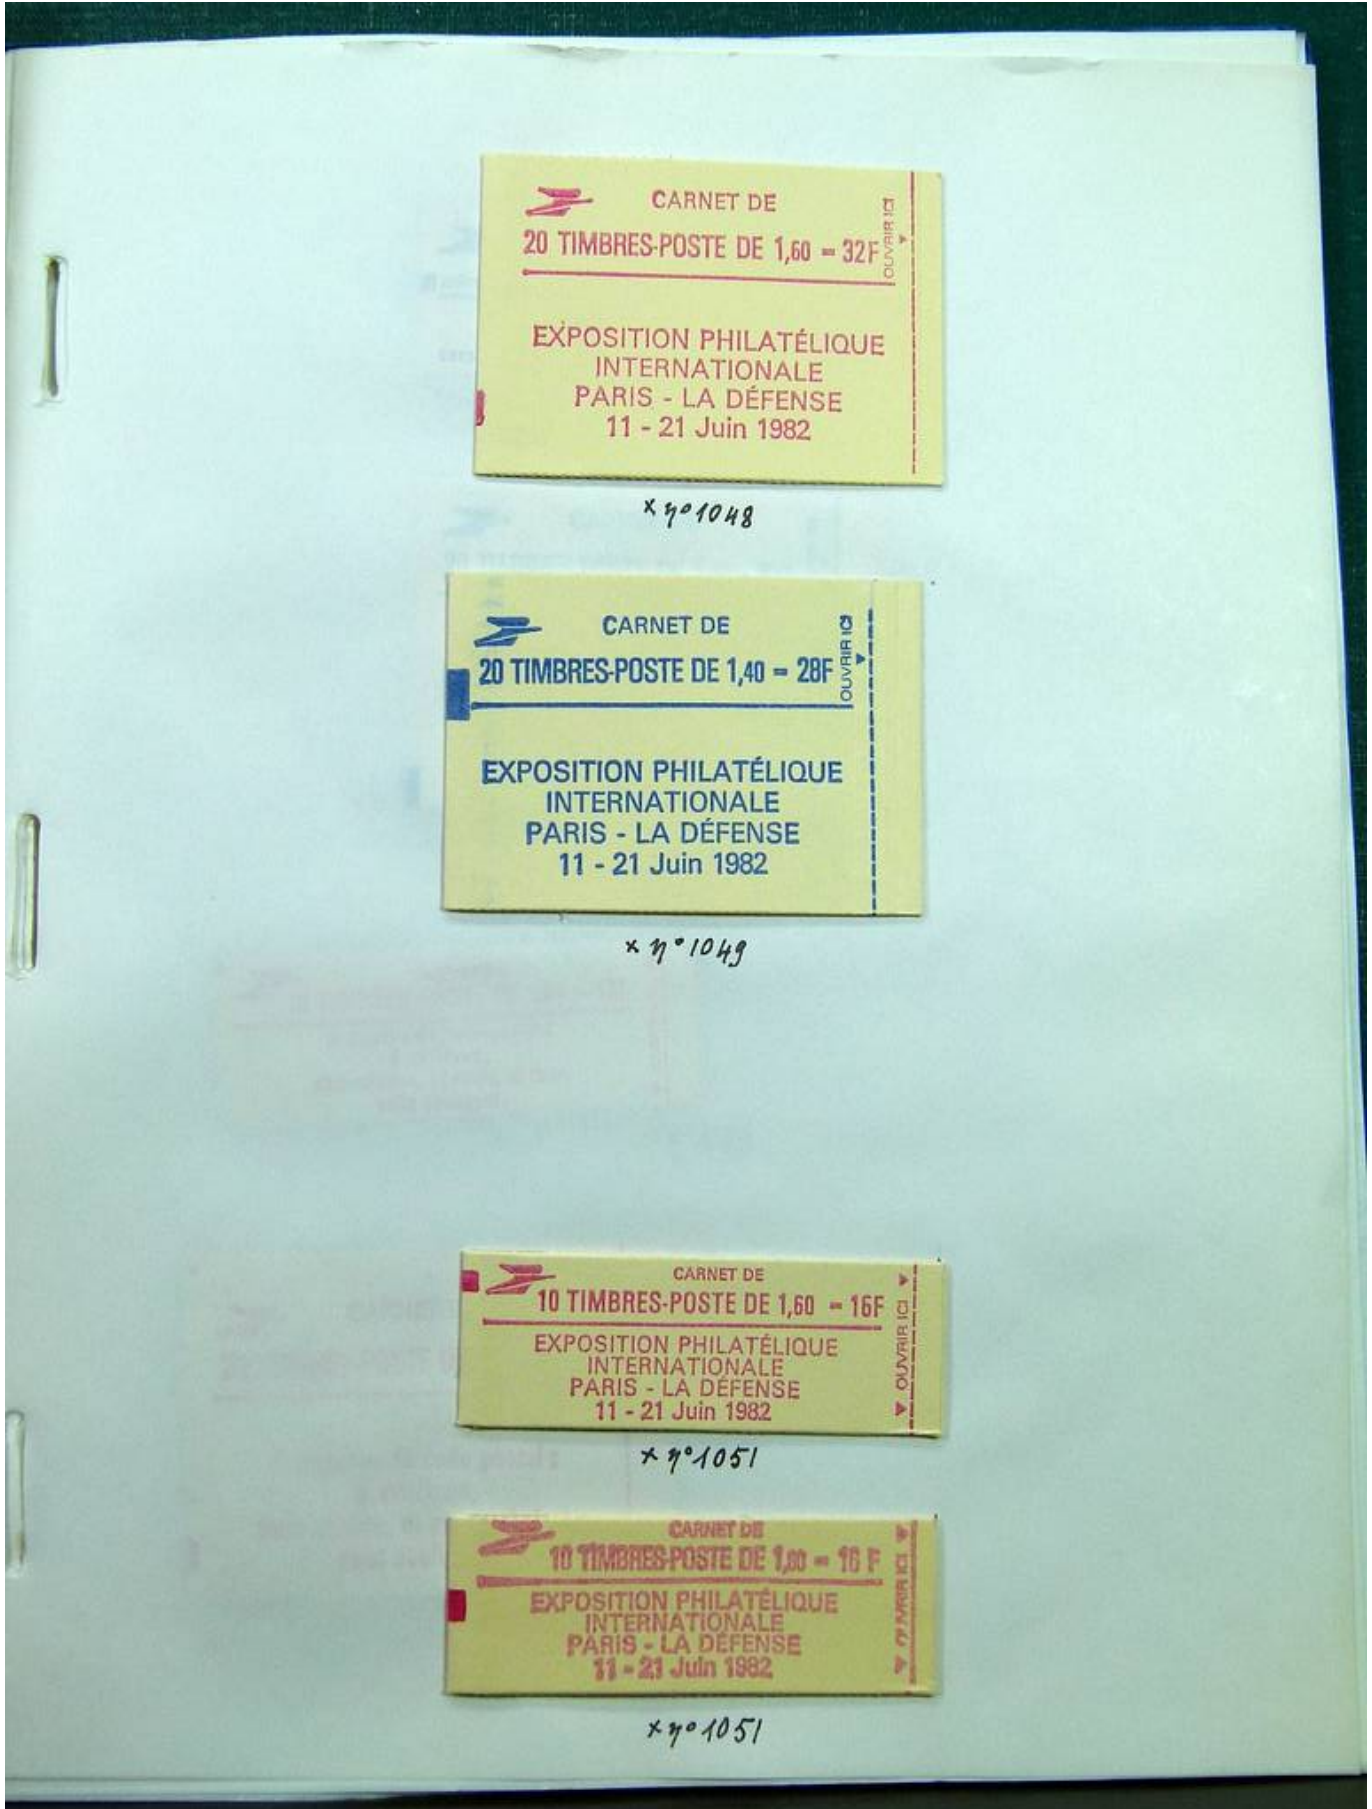 CARNET DE
20 TIMBRES-POSTE DE 1,60 = 32F
OUVRIR ICI
EXPOSITION PHILATÉLIQUE
INTERNATIONALE
PARIS - LA DÉFENSE
11 - 21 Juin 1982
x n°1048
CARNET DE
20 TIMBRES-POSTE DE 1,40 = 28F
OUVRIR ICI
EXPOSITION PHILATÉLIQUE
INTERNATIONALE
PARIS - LA DÉFENSE
11 - 21 Juin 1982
x n°1049
CARNET DE
10 TIMBRES-POSTE DE 1,60 = 16F
OUVRIR ICI
EXPOSITION PHILATÉLIQUE
INTERNATIONALE
PARIS - LA DÉFENSE
11 - 21 Juin 1982
x n°1051
CARNET DE
10 TIMBRES-POSTE DE 1,60 = 16 F
OUVRIR ICI
EXPOSITION PHILATÉLIQUE
INTERNATIONALE
PARIS - LA DÉFENSE
11 - 21 Juin 1982
x n°1051